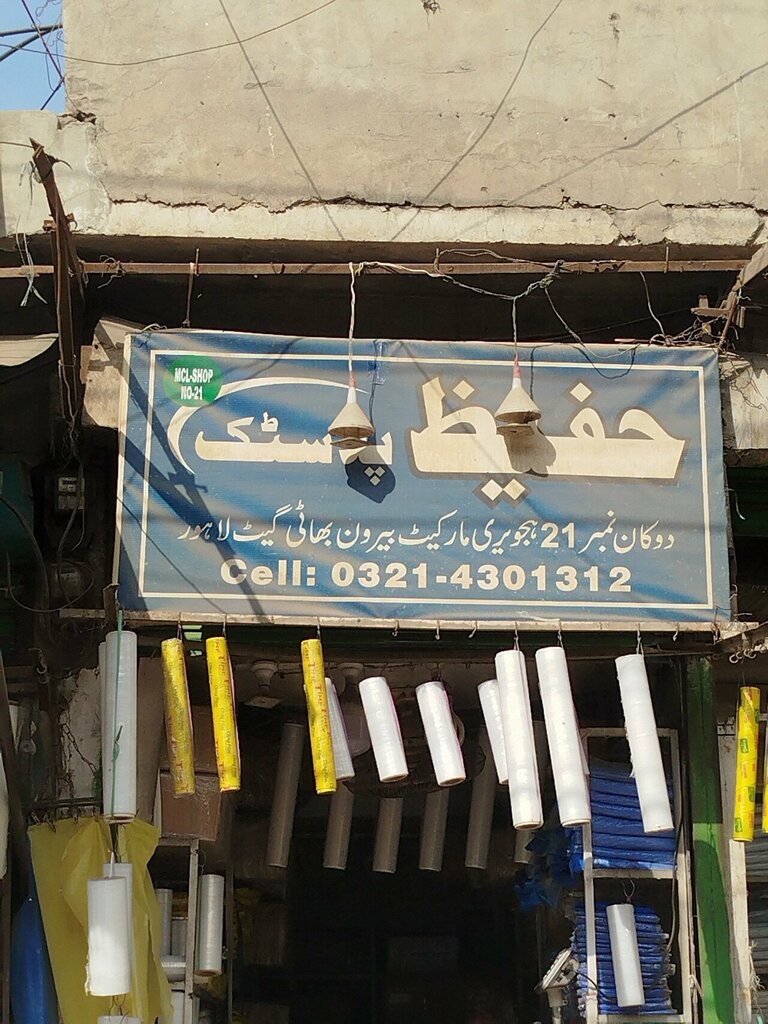 MCL-SHOP
NO-21
حفیظ پلاسٹک
دوکان نمبر 21 ہجویری مارکیٹ بیرون بھاٹی گیٹ لاہور
Cell: 0321-4301312